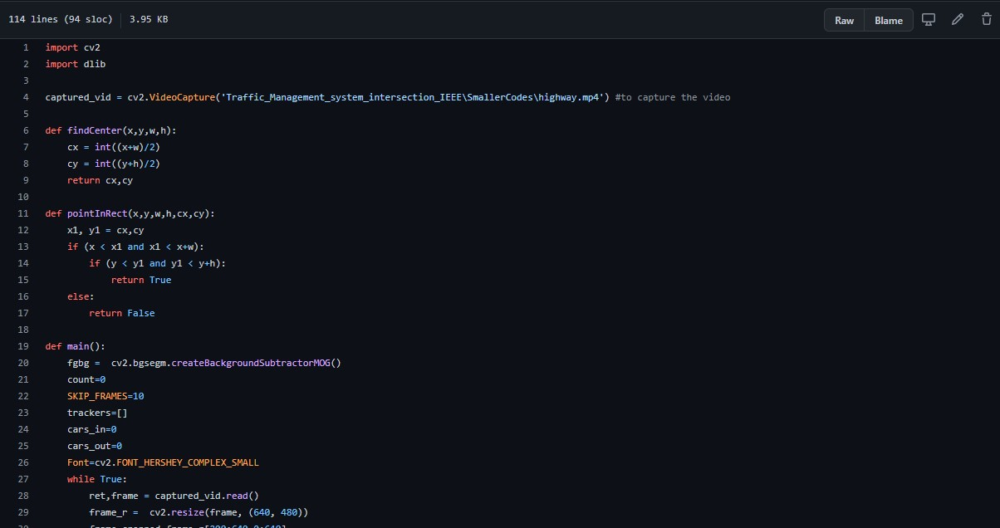 114 lines (94 sloc) 3.95 KB Raw Blame
1 import cv2
2 import dlib
3
4 captured_vid = cv2.VideoCapture('Traffic_Management_system_intersection_IEEE\SmallerCodes\highway.mp4') #to capture the video
5
6 def findCenter(x,y,w,h):
7     cx = int((x+w)/2)
8     cy = int((y+h)/2)
9     return cx,cy
10
11 def pointInRect(x,y,w,h,cx,cy):
12     x1, y1 = cx,cy
13     if (x < x1 and x1 < x+w):
14         if (y < y1 and y1 < y+h):
15             return True
16     else:
17         return False
18
19 def main():
20     fgbg =  cv2.bgsegm.createBackgroundSubtractorMOG()
21     count=0
22     SKIP_FRAMES=10
23     trackers=[]
24     cars_in=0
25     cars_out=0
26     Font=cv2.FONT_HERSHEY_COMPLEX_SMALL
27     while True:
28         ret,frame = captured_vid.read()
29         frame_r =  cv2.resize(frame, (640, 480))